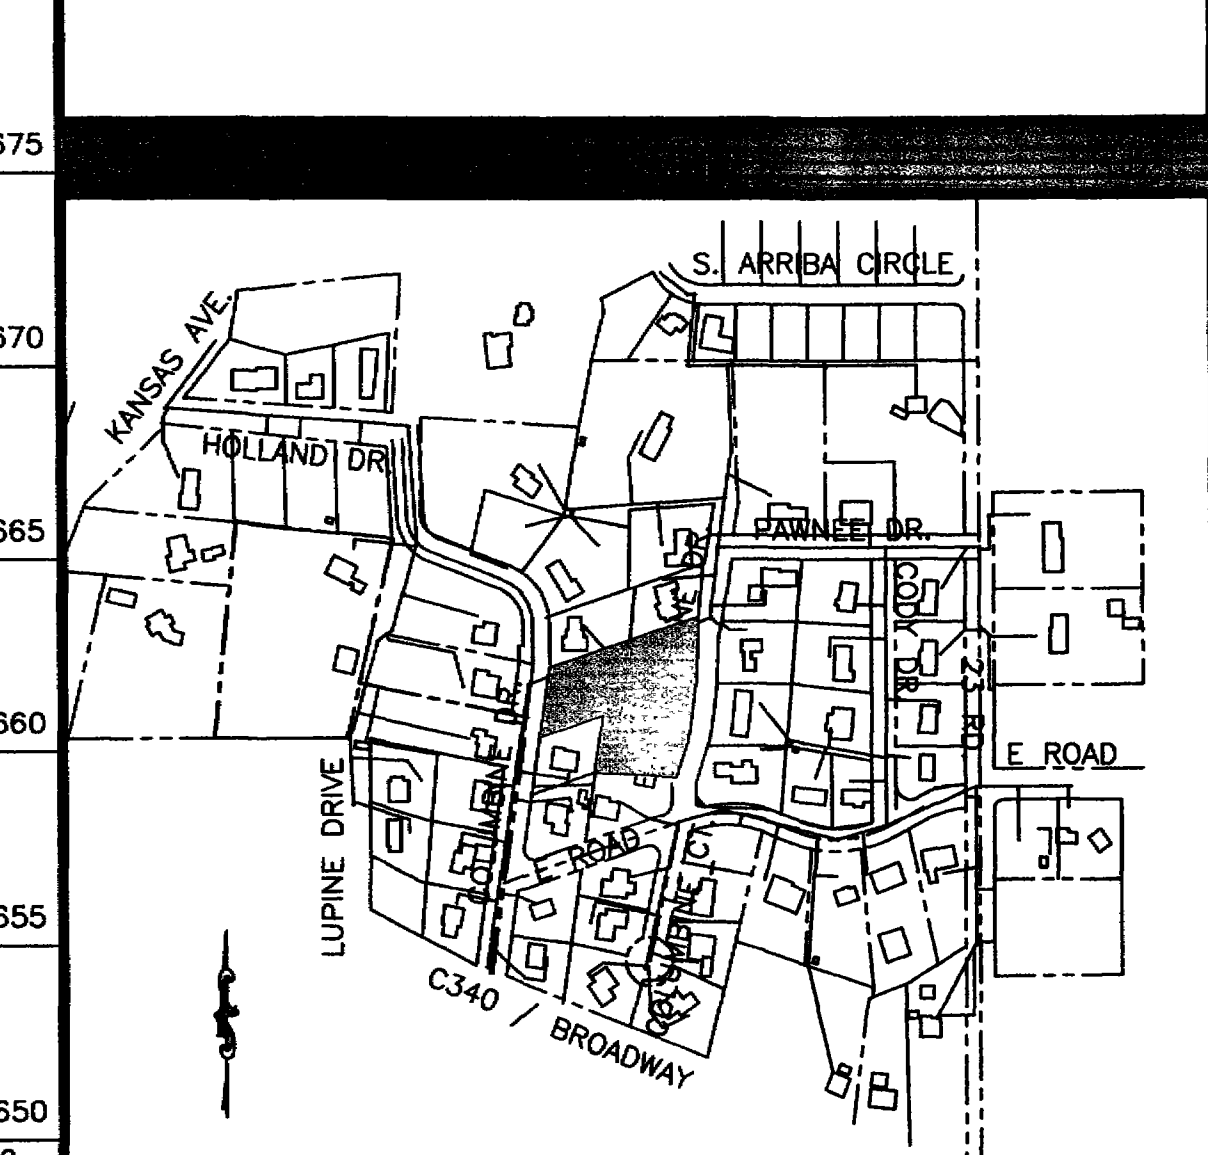 675
S. ARRIBA CIRCLE
KANSAS AVE.
670
HOLLAND DR.
665
PAWNEE DR.
CODY DR.
23 RD
660
E ROAD
LUPINE DRIVE
E ROAD
655
C340 / BROADWAY
650